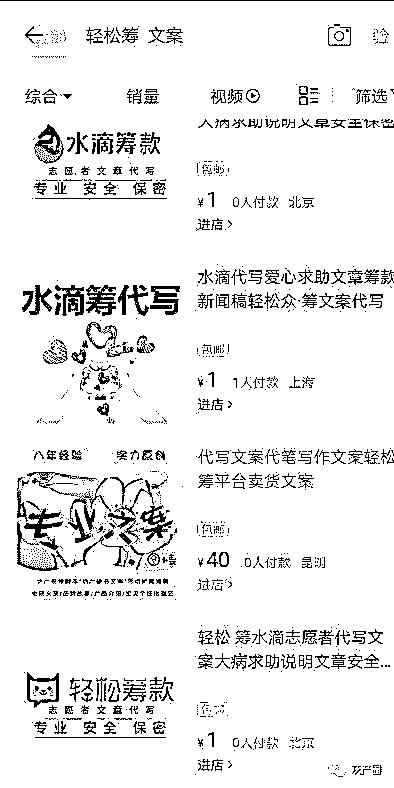 轻松筹 文案
综合
销量
视频
筛选
大病求助说明文章安全保密
水滴筹款
志愿者文章代写
专业 安全 保密
包邮
¥1 0人付款 北京
进店>
水滴筹代写
水滴代写爱心求助文章筹款
新闻稿轻松众·筹文案代写
包邮
¥1 1人付款 上海
进店>
八年经验 实力原创
代写文案代笔写作文案轻松
筹平台卖货文案
包邮
¥40 0人付款 昆明
进店>
轻松筹款
志愿者文章代写
专业 安全 保密
轻松 筹水滴志愿者代写文
案大病求助说明文章安全...
包邮
¥1 0人付款 北京
进店>